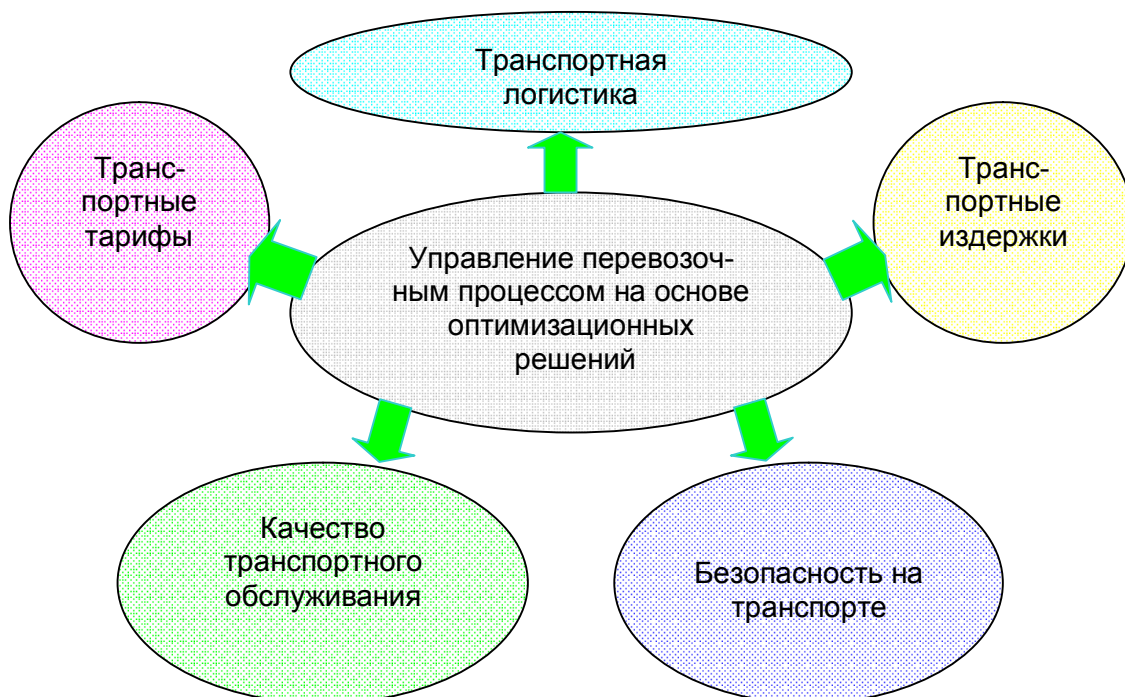 Транспортная
логистика
Транс-
портные
тарифы
Транс-
портные
издержки
Управление перевозоч-
ным процессом на основе
оптимизационных
решений
Качество
транспортного
обслуживания
Безопасность на
транспорте